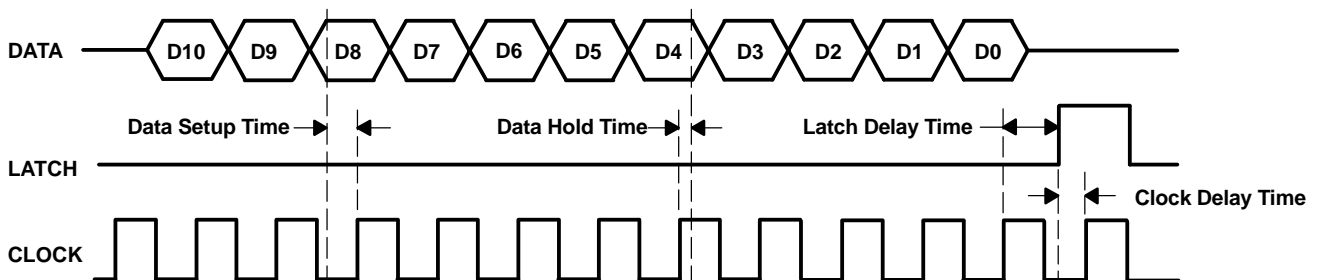 DATA
D10 D9 D8 D7 D6 D5 D4 D3 D2 D1 D0
Data Setup Time Data Hold Time Latch Delay Time
LATCH
Clock Delay Time
CLOCK